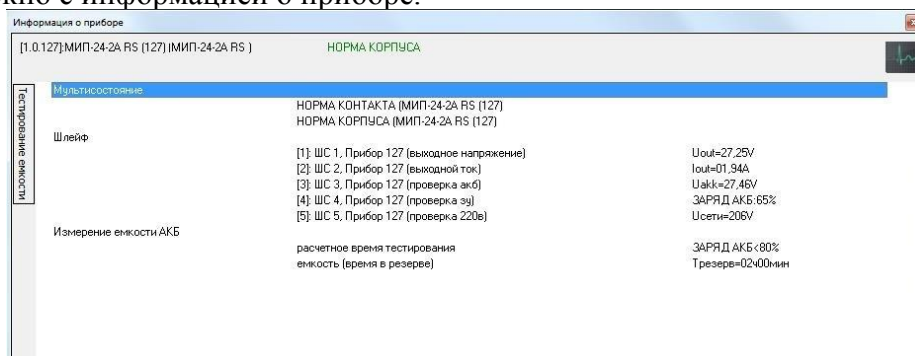 жно с информацией о приборе.
Информация о приборе
[1.0.127]:МИП-24-2А RS (127) (МИП-24-2А RS ) НОРМА КОРПУСА
Тестирование емкости
Мультисостояние
НОРМА КОНТАКТА (МИП-24-2А RS (127)
НОРМА КОРПУСА (МИП-24-2А RS (127)
Шлейф
[1]: ШС 1, Прибор 127 (выходное напряжение) Uout=27,25V
[2]: ШС 2, Прибор 127 (выходной ток) Iout=01,94A
[3]: ШС 3, Прибор 127 (проверка акб) Uakk=27,46V
[4]: ШС 4, Прибор 127 (проверка зу) ЗАРЯД АКБ:65%
[5]: ШС 5, Прибор 127 (проверка 220в) Uсети=206V
Измерение емкости АКБ
расчетное время тестирования ЗАРЯД АКБ<80%
емкость (время в резерве) Tрезерв=02ч00мин